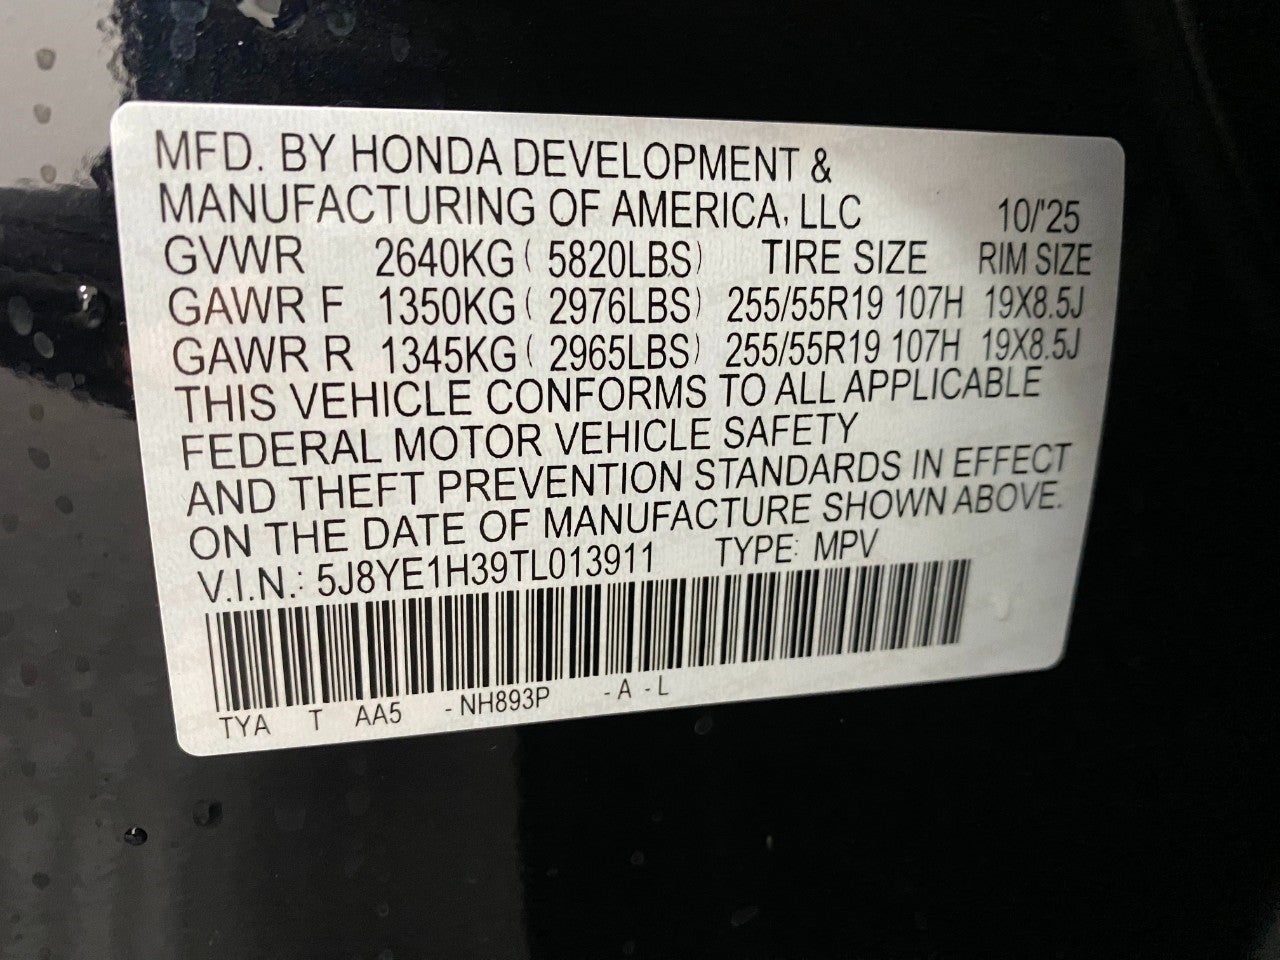 MFD. BY HONDA DEVELOPMENT &
MANUFACTURING OF AMERICA, LLC 10/'25
GVWR 2640KG ( 5820LBS) TIRE SIZE RIM SIZE
GAWR F 1350KG ( 2976LBS) 255/55R19 107H 19X8.5J
GAWR R 1345KG ( 2965LBS) 255/55R19 107H 19X8.5J
THIS VEHICLE CONFORMS TO ALL APPLICABLE
FEDERAL MOTOR VEHICLE SAFETY
AND THEFT PREVENTION STANDARDS IN EFFECT
ON THE DATE OF MANUFACTURE SHOWN ABOVE.
V.I.N.: 5J8YE1H39TL013911 TYPE: MPV
TYA T AA5 - NH893P - A - L